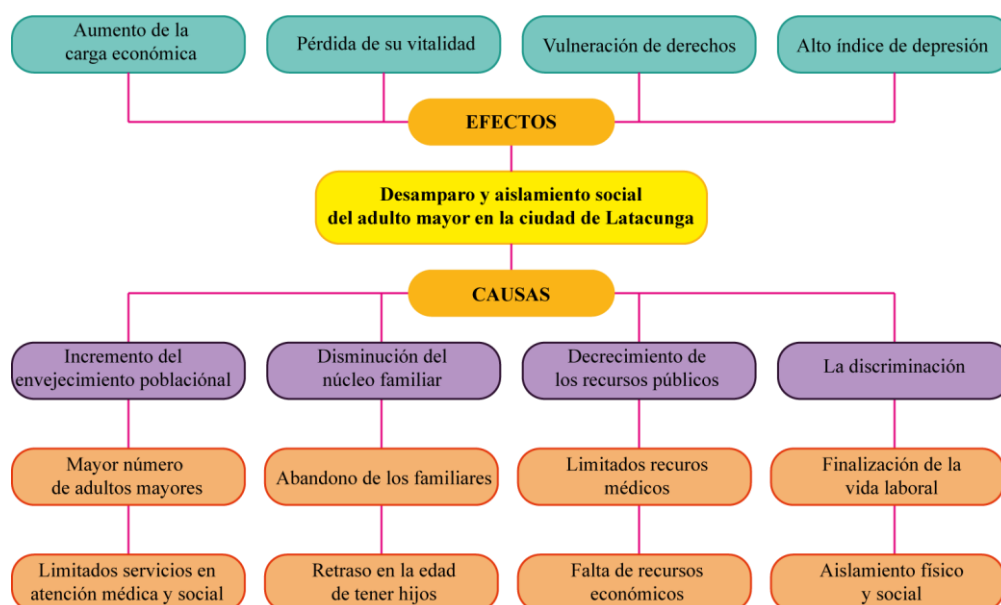 Aumento de la
carga económica
Pérdida de su vitalidad
Vulneración de derechos
Alto índice de depresión
EFECTOS
Desamparo y aislamiento social
del adulto mayor en la ciudad de Latacunga
CAUSAS
Incremento del
envejecimiento poblaciónal
Disminución del
núcleo familiar
Decrecimiento de
los recursos públicos
La discriminación
Mayor número
de adultos mayores
Abandono de los familiares
Limitados recuros
médicos
Finalización de la
vida laboral
Limitados servicios en
atención médica y social
Retraso en la edad
de tener hijos
Falta de recursos
económicos
Aislamiento físico
y social